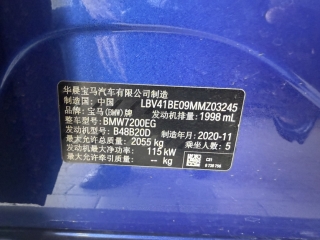 华晨宝马汽车有限公司制造
制造国：中国 LBV41BE09MMZ03245
品牌：宝马(BMW)牌 发动机排量：1998 mL
整车型号：BMW7200EG
发动机型号：B48B20D 制造年月：2020-11
最大允许总质量：2055 kg 乘坐人数：5
发动机最大净功率：115 kW
最大允许牵引质量：— kg